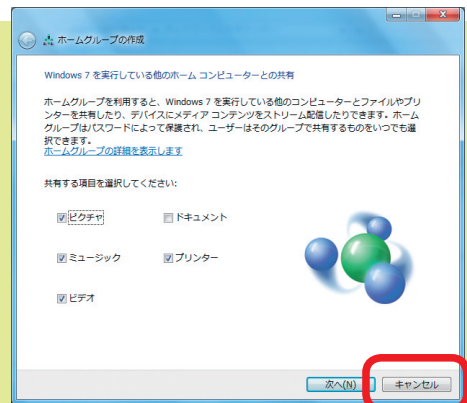 ホームグループの作成
Windows 7 を実行している他のホーム コンピューターとの共有
ホームグループを利用すると、Windows 7 を実行している他のコンピューターとファイルやプリ
ンターを共有したり、デバイスにメディア コンテンツをストリーム配信したりできます。ホーム
グループはパスワードによって保護され、ユーザーはそのグループで共有するものをいつでも選
択できます。
ホームグループの詳細を表示します
共有する項目を選択してください:
ピクチャ ドキュメント
ミュージック プリンター
ビデオ
次へ(N) キャンセル